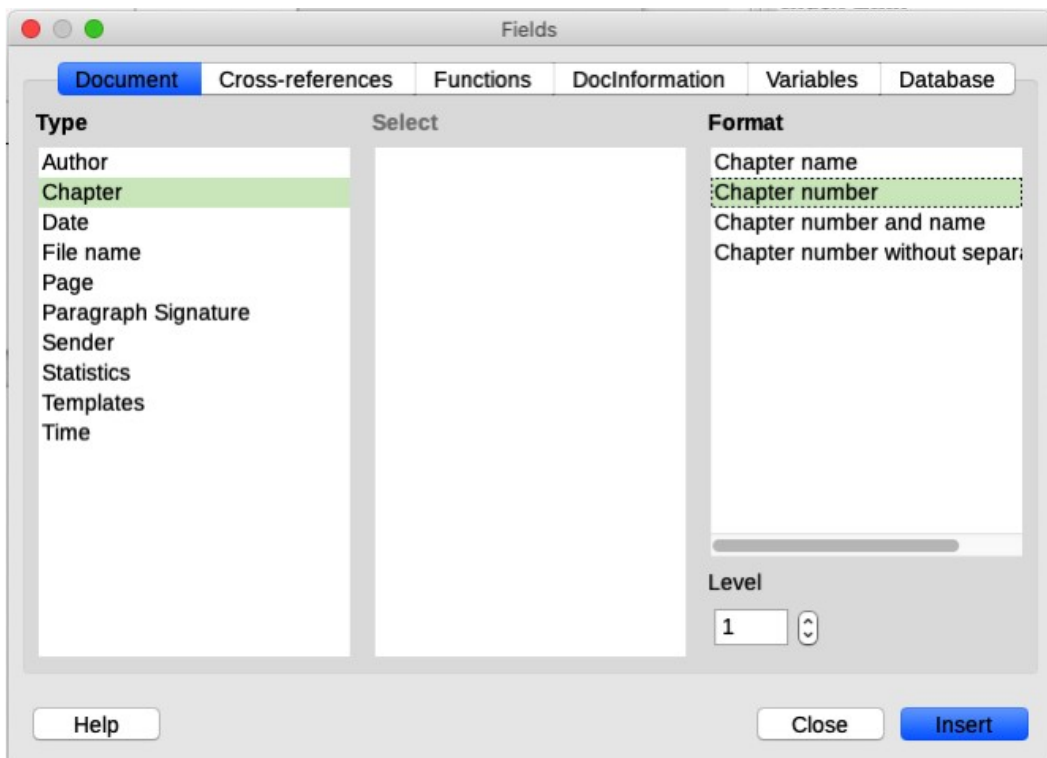 Fields
Document Cross-references Functions DocInformation Variables Database
Type
Author
Chapter
Date
File name
Page
Paragraph Signature
Sender
Statistics
Templates
Time
Select
Format
Chapter name
Chapter number
Chapter number and name
Chapter number without separa
Level
1
Help Close Insert